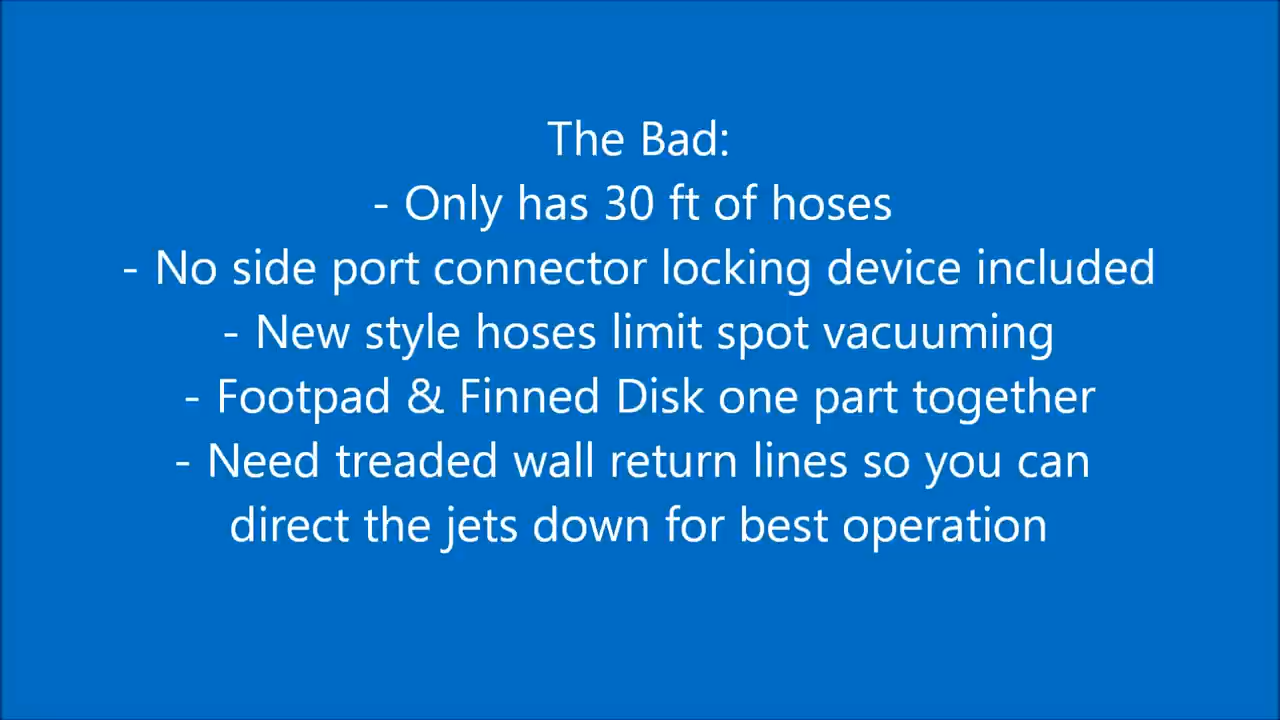 The Bad:
- Only has 30 ft of hoses
- No side port connector locking device included
- New style hoses limit spot vacuuming
- Footpad & Finned Disk one part together
- Need treaded wall return lines so you can
direct the jets down for best operation